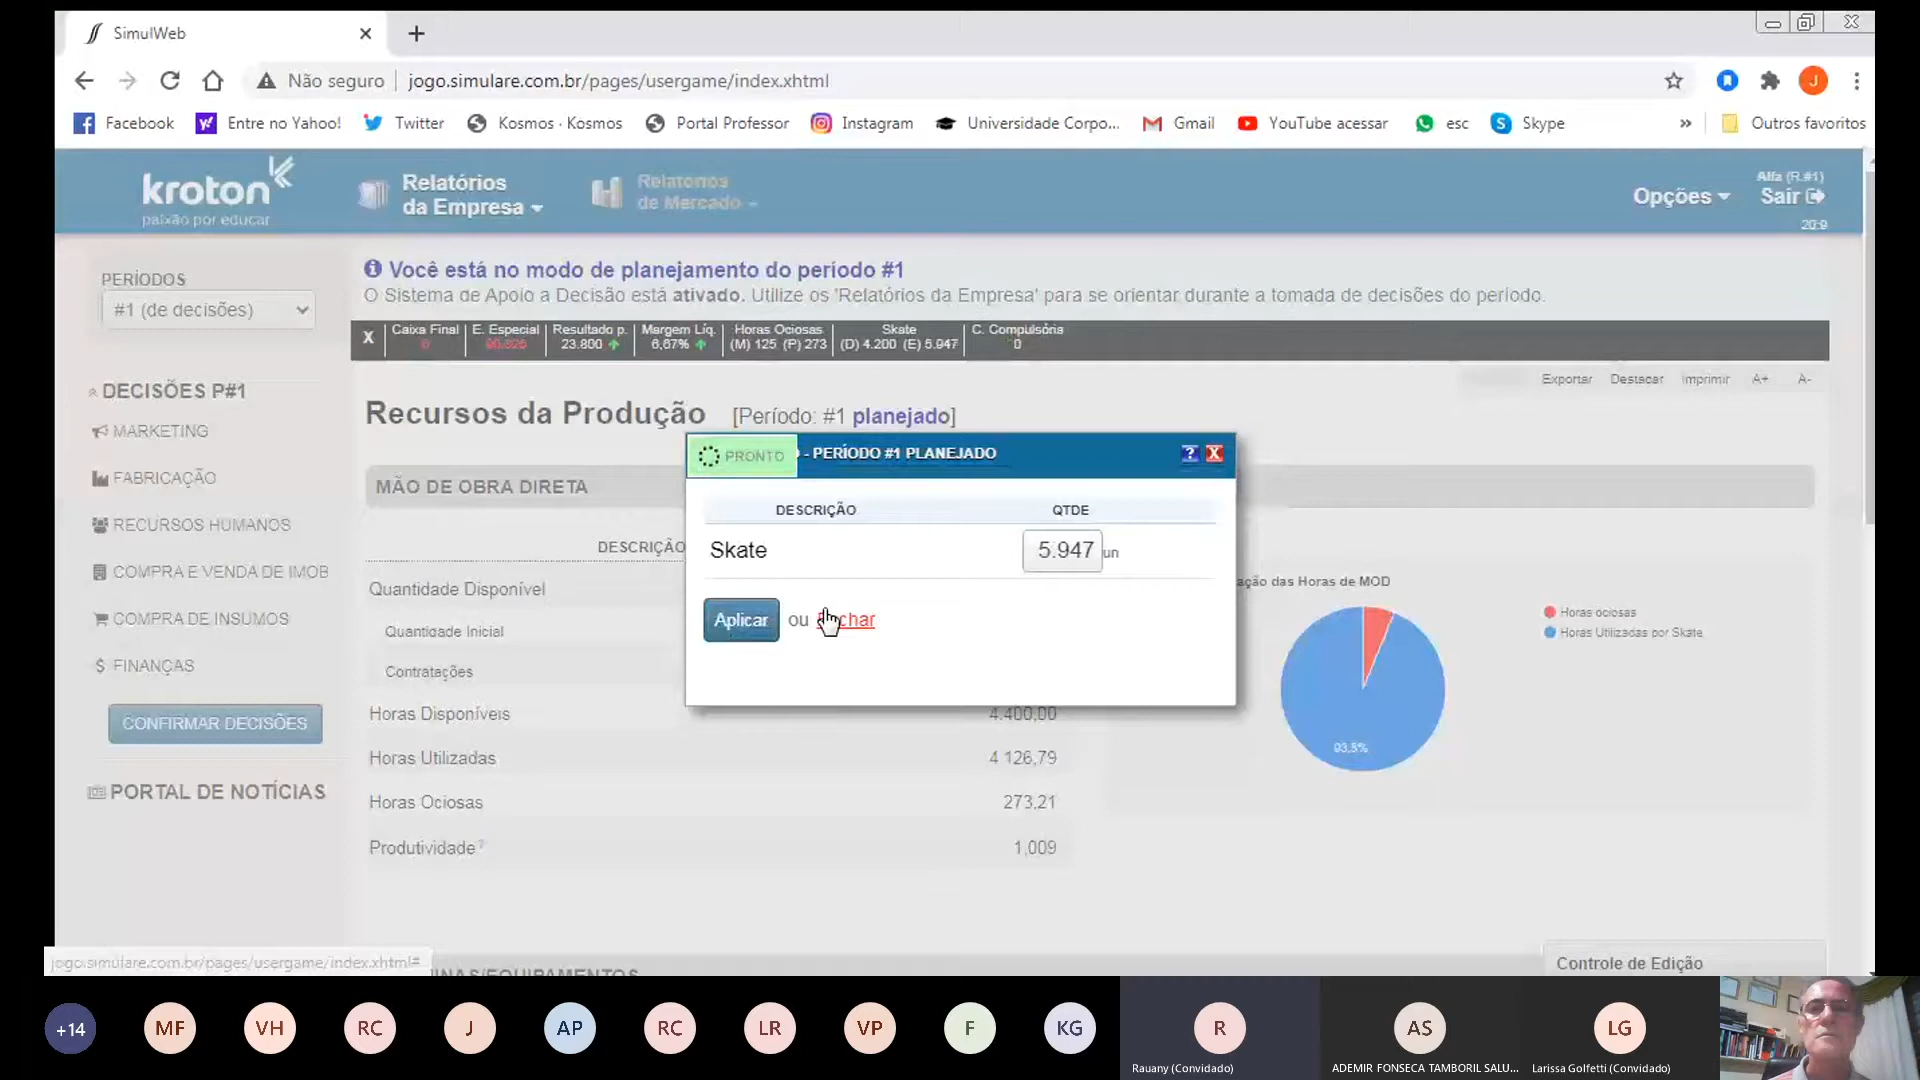 SimulWeb
Não seguro
jogo.simulare.com.br/pages/usergame/index.xhtml
J
Facebook
Entre no Yahoo!
Twitter
Kosmos · Kosmos
Portal Professor
Instagram
Universidade Corpo...
Gmail
YouTube acessar
esc
Skype
»
Outros favoritos
kroton
paixão por educar
Relatórios
da Empresa
Relatórios
de Mercado
Opções
Alfa (R.#1)
Sair
20:9
PERÍODOS
#1 (de decisões)
Você está no modo de planejamento do período #1
O Sistema de Apoio a Decisão está ativado. Utilize os 'Relatórios da Empresa' para se orientar durante a tomada de decisões do período.
X
Caixa Final
0
E. Especial
Resultado p.
23.800
Margem Líq.
6,67%
Horas Ociosas
(M) 125 (P) 273
Skate
(D) 4.200 (E) 5.947
C. Compulsória
0
Exportar
Destacar
Imprimir
A+
A-
DECISÕES P#1
MARKETING
FABRICAÇÃO
RECURSOS HUMANOS
COMPRA E VENDA DE IMOB
COMPRA DE INSUMOS
FINANÇAS
CONFIRMAR DECISÕES
PORTAL DE NOTÍCIAS
Recursos da Produção
[Período: #1 planejado]
MÃO DE OBRA DIRETA
DESCRIÇÃO
Quantidade Disponível
Quantidade Inicial
Contratações
Horas Disponíveis
4.400,00
Horas Utilizadas
4.126,79
Horas Ociosas
273,21
Produtividade ?
1,009
PRONTO
- PERÍODO #1 PLANEJADO
?
X
DESCRIÇÃO
QTDE
Skate
5.947
un
Aplicar
ou
das Horas de MOD
Horas ociosas
Horas Utilizadas por Skate
93,8%
Controle de Edição
jogo.simulare.com.br/pages/usergame/index.xhtml#
+14
MF
VH
RC
J
AP
RC
LR
VP
F
KG
R
Rauany (Convidado)
AS
ADEMIR FONSECA TAMBORIL SALU...
LG
Larissa Golfetti (Convidado)